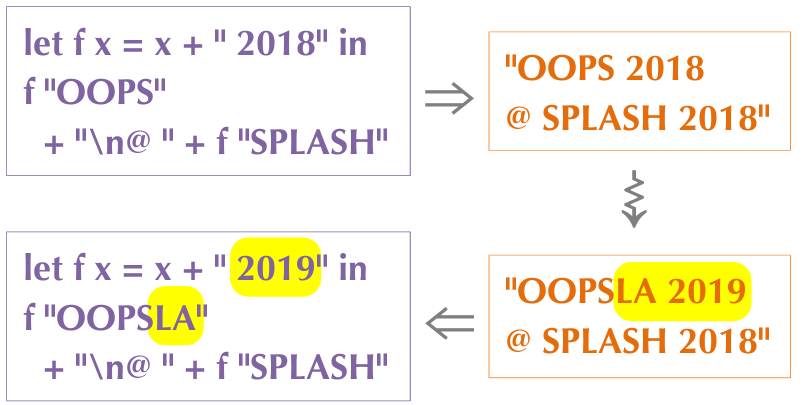 let f x = x + " 2018" in
f "OOPS"
+ "\n@ " + f "SPLASH"
"OOPS 2018
@ SPLASH 2018"
let f x = x + " 2019" in
f "OOPSLA"
+ "\n@ " + f "SPLASH"
"OOPSLA 2019
@ SPLASH 2018"